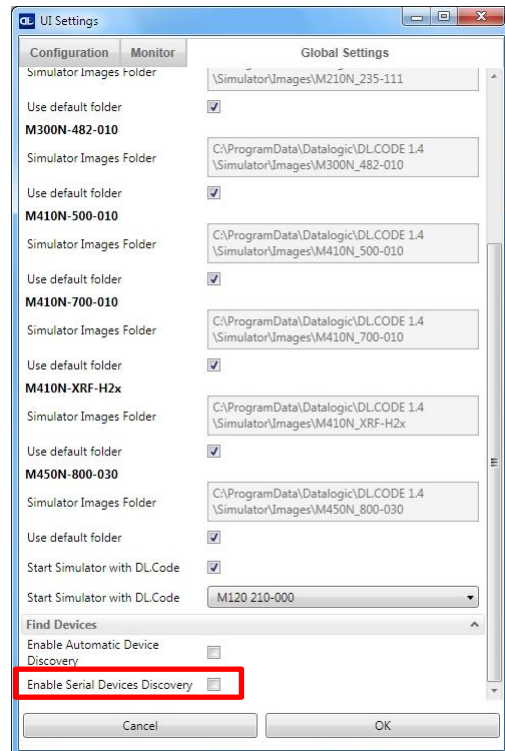 DL UI Settings
Configuration Monitor Global Settings
Simulator Images Folder
\Simulator\Images\M210N_235-111
Use default folder
M300N-482-010
Simulator Images Folder
C:\ProgramData\Datalogic\DL.CODE 1.4
\Simulator\Images\M300N_482-010
Use default folder
M410N-500-010
Simulator Images Folder
C:\ProgramData\Datalogic\DL.CODE 1.4
\Simulator\Images\M410N_500-010
Use default folder
M410N-700-010
Simulator Images Folder
C:\ProgramData\Datalogic\DL.CODE 1.4
\Simulator\Images\M410N_700-010
Use default folder
M410N-XRF-H2x
Simulator Images Folder
C:\ProgramData\Datalogic\DL.CODE 1.4
\Simulator\Images\M410N_XRF-H2x
Use default folder
M450N-800-030
Simulator Images Folder
C:\ProgramData\Datalogic\DL.CODE 1.4
\Simulator\Images\M450N_800-030
Use default folder
Start Simulator with DL.Code
Start Simulator with DL.Code M120 210-000
Find Devices
Enable Automatic Device
Discovery
Enable Serial Devices Discovery
Cancel OK